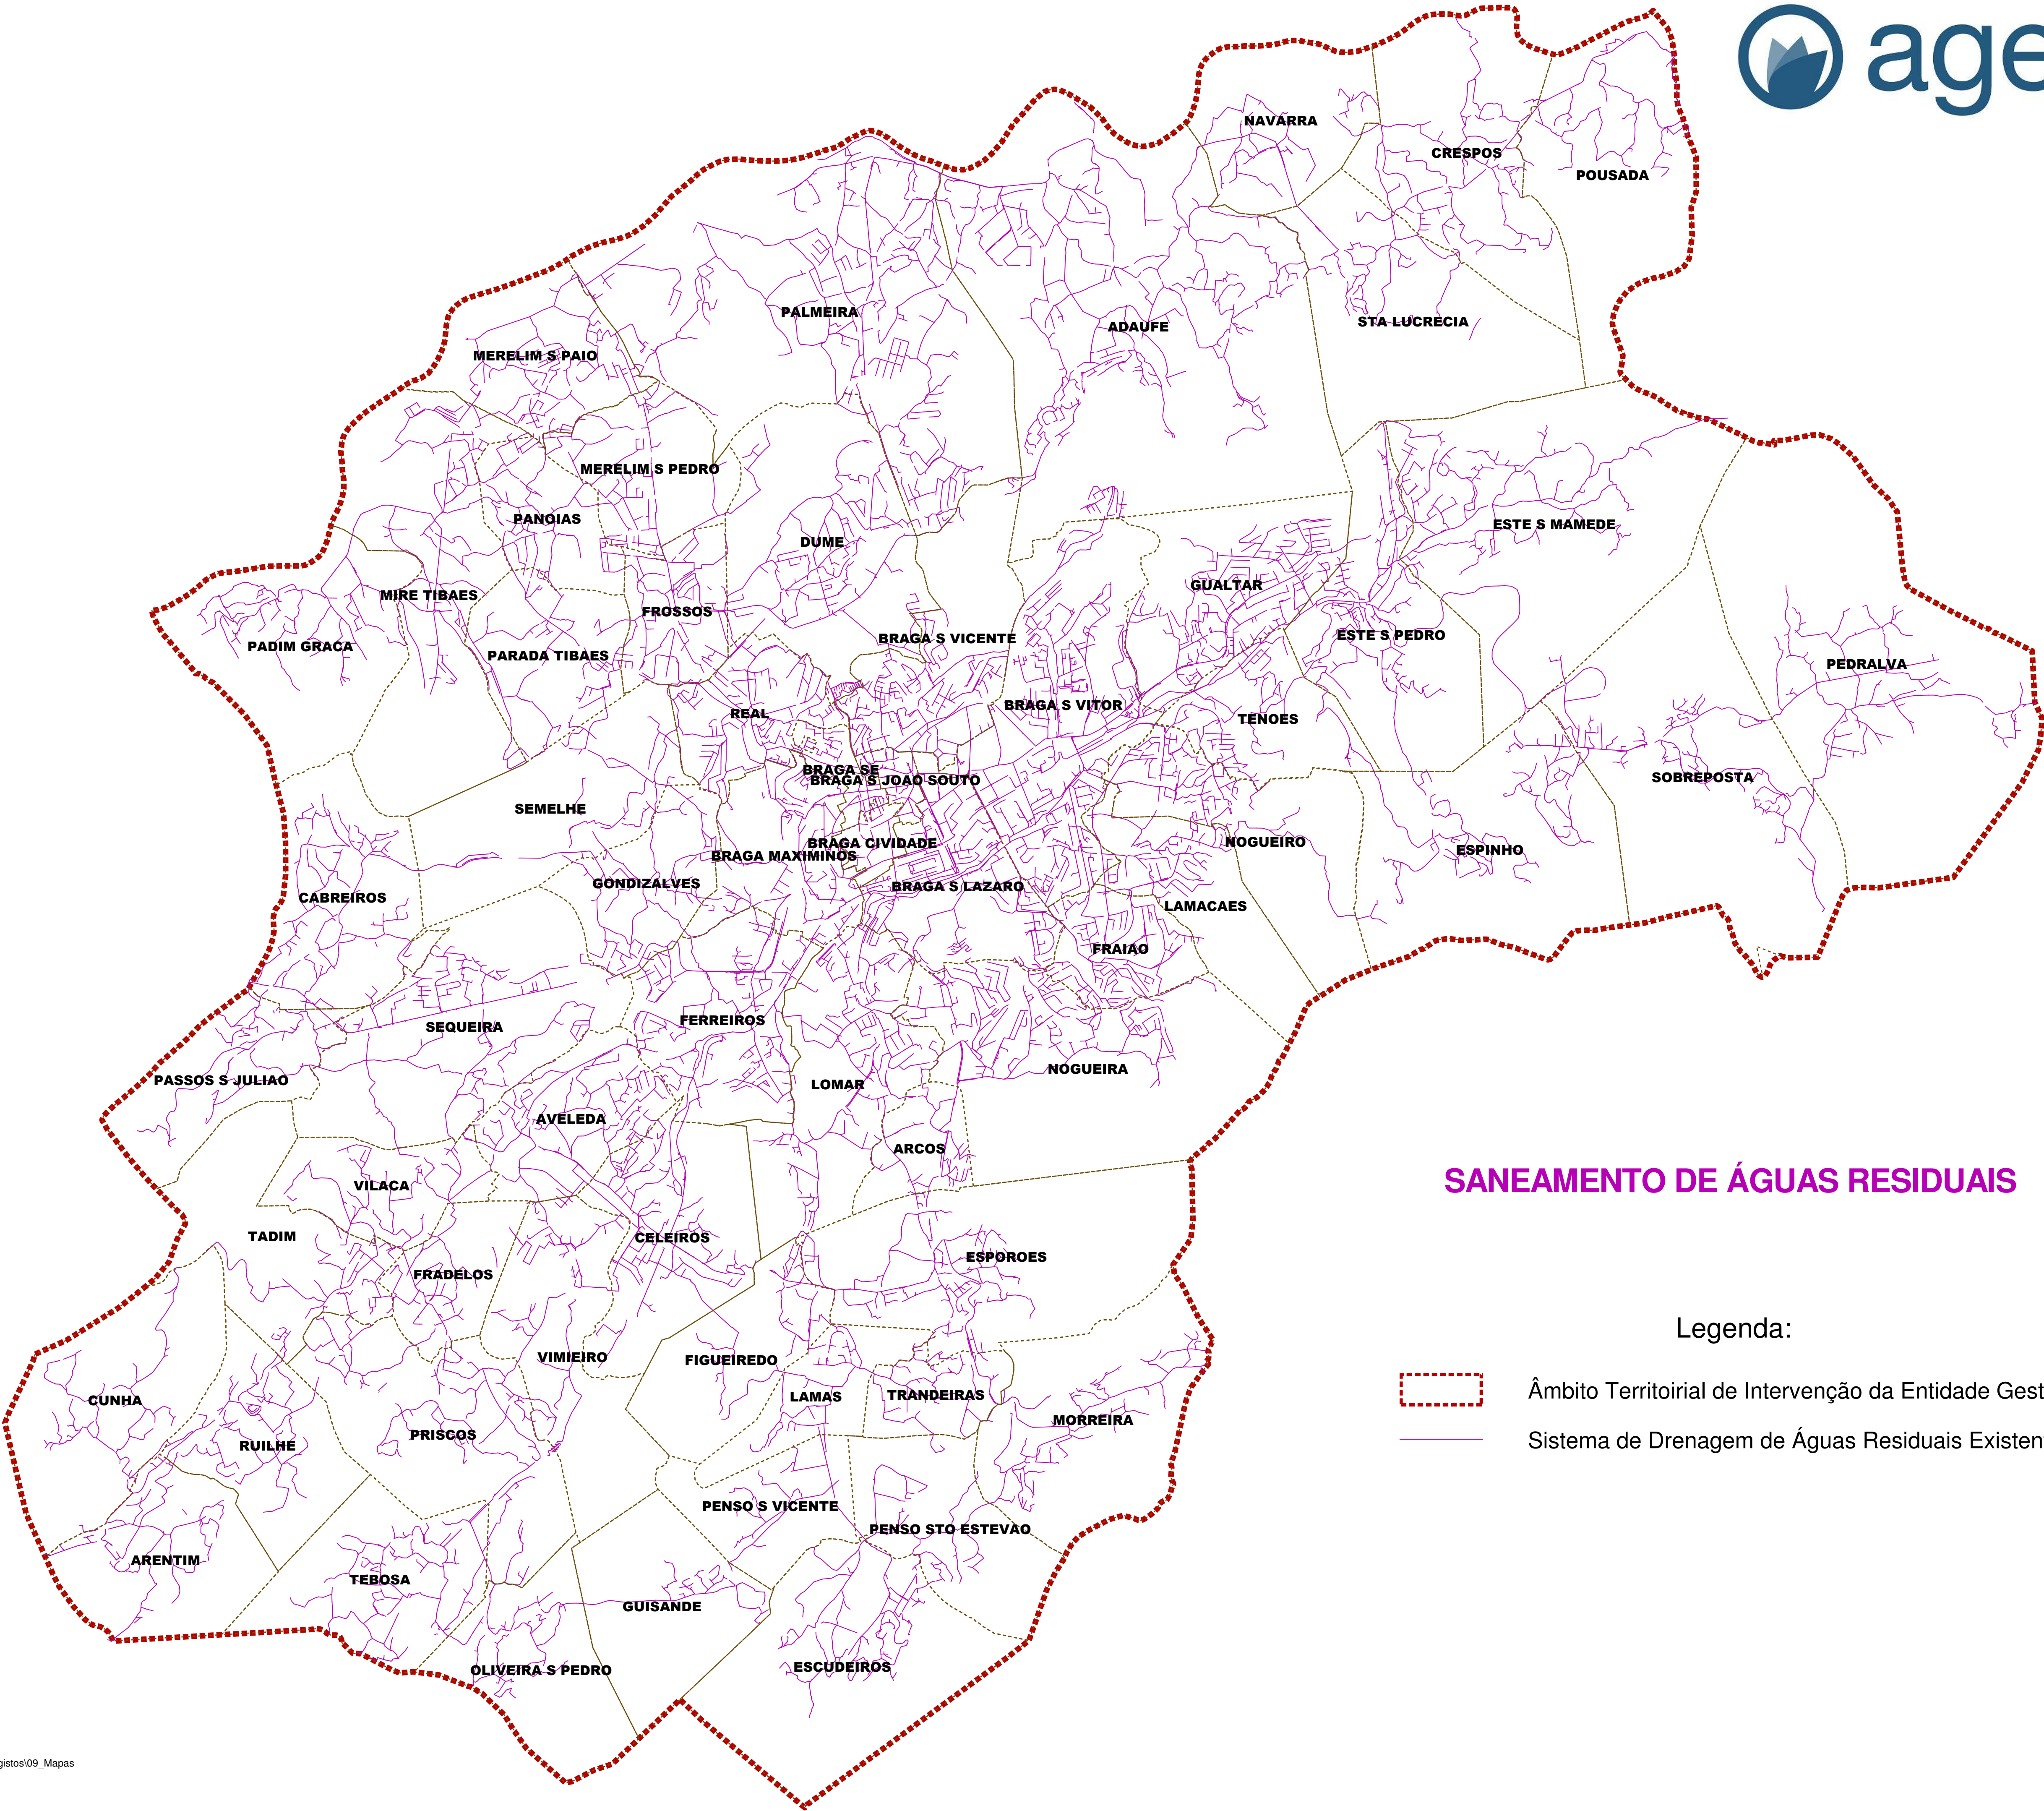 age
NAVARRA
CRESPOS
POUSADA
PALMEIRA
ADAUFE
STA LUCRECIA
MERELIM S PAIO
MERELIM S PEDRO
PANOIAS
ESTE S MAMEDE
DUME
GUALTAR
MIRE TIBAES
FROSSOS
BRAGA S VICENTE
ESTE S PEDRO
PADIM GRACA
PARADA TIBAES
PEDRALVA
BRAGA S VITOR
REAL
TENOES
BRAGA SE
BRAGA S JOAO SOUTO
SOBREPOSTA
SEMELHE
BRAGA CIVIDADE
NOGUEIRO
ESPINHO
BRAGA MAXIMINOS
GONDIZALVES
BRAGA S LAZARO
CABREIROS
LAMACAES
FRAIAO
FERREIROS
SEQUEIRA
NOGUEIRA
PASSOS S JULIAO
LOMAR
AVELEDA
ARCOS
SANEAMENTO DE ÁGUAS RESIDUAIS
VILACA
TADIM
CELEIROS
ESPOROES
FRADELOS
Legenda:
VIMIEIRO
FIGUEIREDO
Âmbito Territoirial de Intervenção da Entidade Gest
LAMAS
TRANDEIRAS
CUNHA
MORREIRA
PRISCOS
Sistema de Drenagem de Águas Residuais Existen
RUILHE
PENSO S VICENTE
PENSO STO ESTEVAO
ARENTIM
TEBOSA
GUISANDE
ESCUDEIROS
OLIVEIRA S PEDRO
gistos\09_Mapas